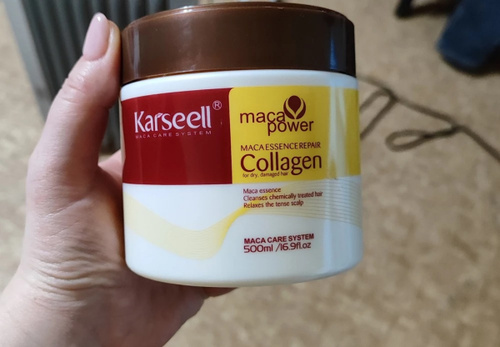 Karseell®
MACA CARE SYSTEM
maca
power
MACA ESSENCE REPAIR
Collagen
for dry, damaged hair
Maca essence
Cleanses chemically treated hair
Relaxes the tense scalp
MACA CARE SYSTEM
500ml /16.9fl.oz